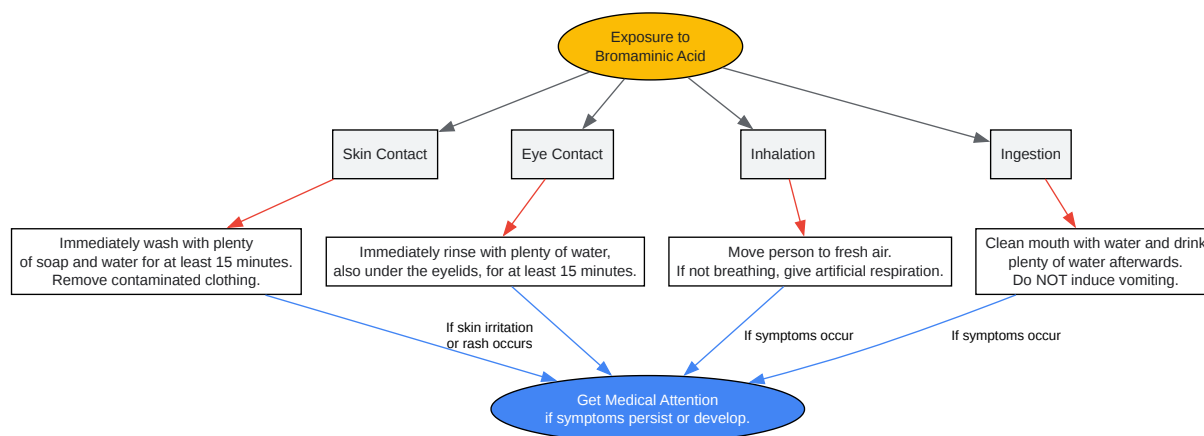 Exposure to
Bromaminic Acid
Skin Contact
Eye Contact
Inhalation
Ingestion
Immediately wash with plenty
of soap and water for at least 15 minutes.
Remove contaminated clothing.
Immediately rinse with plenty of water,
also under the eyelids, for at least 15 minutes.
Move person to fresh air.
If not breathing, give artificial respiration.
Clean mouth with water and drink
plenty of water afterwards.
Do NOT induce vomiting.
If skin irritation
or rash occurs
If symptoms occur
If symptoms occur
Get Medical Attention
if symptoms persist or develop.